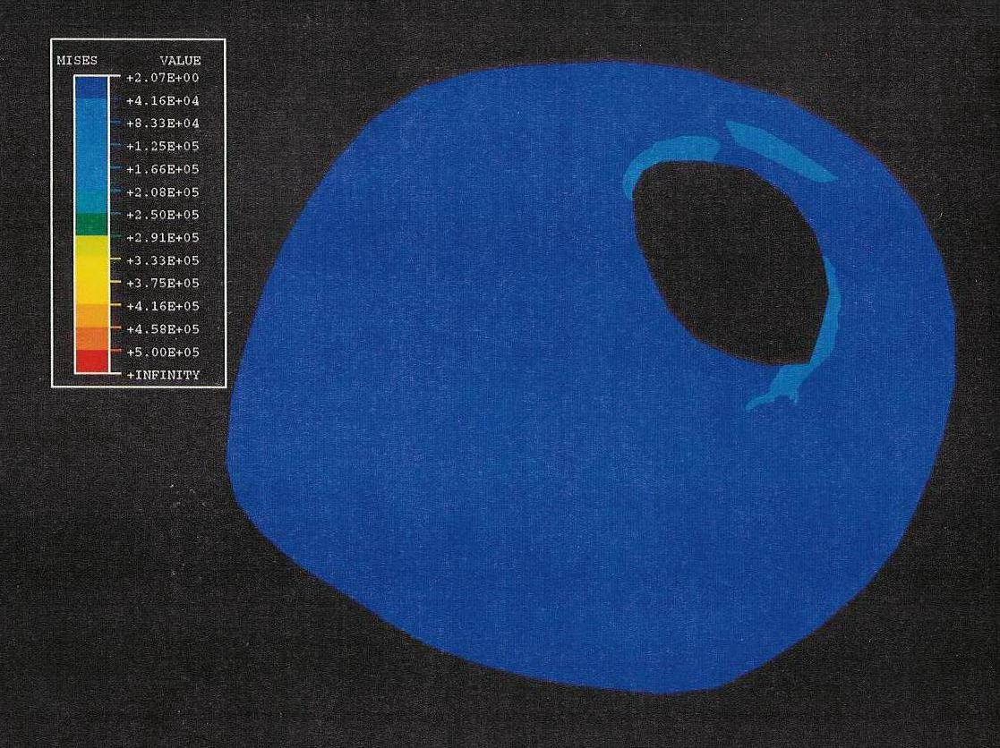 MISES VALUE
+2.07E+00
+4.16E+04
+8.33E+04
+1.25E+05
+1.66E+05
+2.08E+05
+2.50E+05
+2.91E+05
+3.33E+05
+3.75E+05
+4.16E+05
+4.58E+05
+5.00E+05
+INFINITY